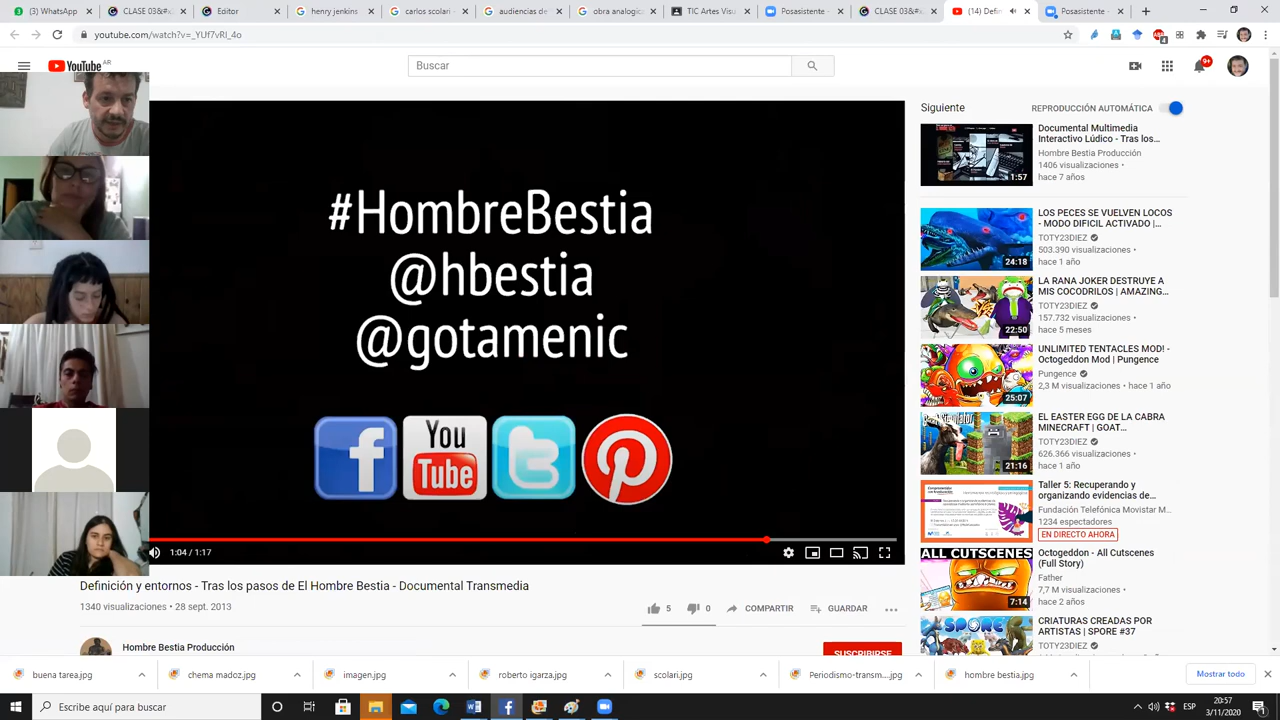 (3) WhatsApp
CLASE 03&#
Editor
henry jenkins
carlos scolari -
audiencias de
obra analogica
TIC Artes Visu
Posasistente -
CLASE 03&#
(14) Defini
Zoom
youtube.com/watch?v=_YUf7vRl_4o
YouTube AR
Buscar
9+
#HombreBestia
@hbestia
@gotamenic
You
Tube
1:04 / 1:17
Definición y entornos - Tras los pasos de El Hombre Bestia - Documental Transmedia
1340 visualizaciones • 28 sept. 2013
5
0
COMPARTIR
GUARDAR
Hombre Bestia Producción
SUSCRIBIRSE
Siguiente
REPRODUCCIÓN AUTOMÁTICA
Documental Multimedia
Interactivo Lúdico - Tras los...
Hombre Bestia Producción
1406 visualizaciones •
hace 7 años
1:57
LOS PECES SE VUELVEN LOCOS
- MODO DIFICIL ACTIVADO |...
TOTY23DIEZ
503.390 visualizaciones •
hace 1 año
24:18
LA RANA JOKER DESTRUYE A
MIS COCODRILOS | AMAZING...
TOTY23DIEZ
157.732 visualizaciones •
hace 5 meses
22:50
UNLIMITED TENTACLES MOD! -
Octogeddon Mod | Pungence
Pungence
2,3 M visualizaciones • hace 1 año
25:07
EL EASTER EGG DE LA CABRA
MINECRAFT | GOAT...
TOTY23DIEZ
626.366 visualizaciones •
hace 1 año
21:16
Taller 5: Recuperando y
organizando evidencias de...
Fundación Telefónica Movistar M...
1234 espectadores
EN DIRECTO AHORA
ALL CUTSCENES
Octogeddon - All Cutscenes
(Full Story)
Father
7,7 M visualizaciones •
hace 2 años
7:14
SPORE
CRIATURAS CREADAS POR
ARTISTAS | SPORE #37
TOTY23DIEZ
buena tarea.jpg
chema madoz.jpg
imagen.jpg
roberto igarza.jpg
scolari.jpg
Periodismo-transm....jpg
hombre bestia.jpg
Mostrar todo
Escribe aquí para buscar
ESP
20:57
3/11/2020